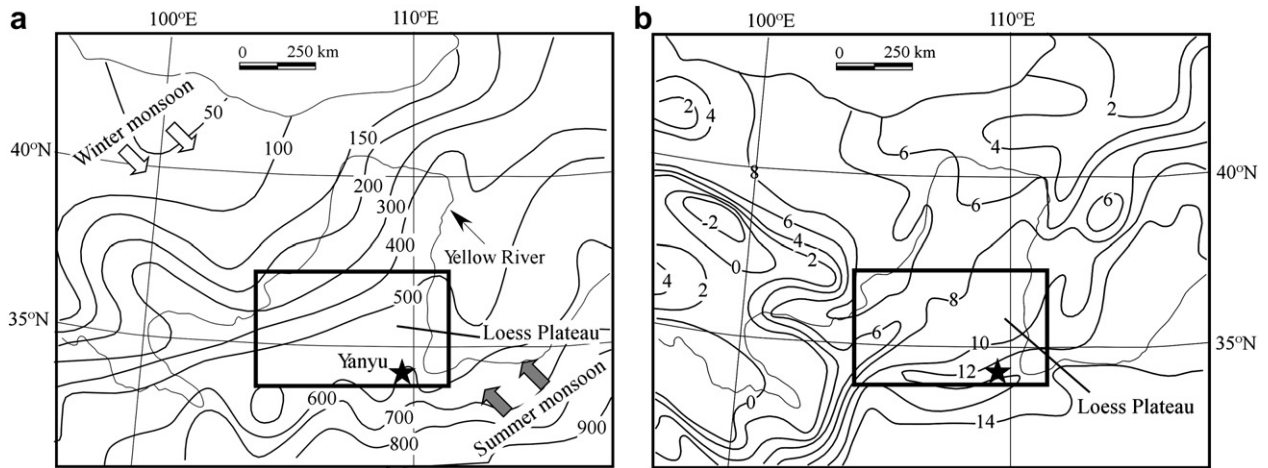 a
100°E
110°E
0 250 km
Winter monsoon
50
100
150
40°N
200
300
400
Yellow River
500
35°N
Loess Plateau
Yanyu
600
700
800
900
Summer monsoon
b
100°E
110°E
0 250 km
2
4
2
4
6
8
40°N
6
6
-2
6
4
2
0
4
2
8
6
10
35°N
12
0
14
Loess Plateau